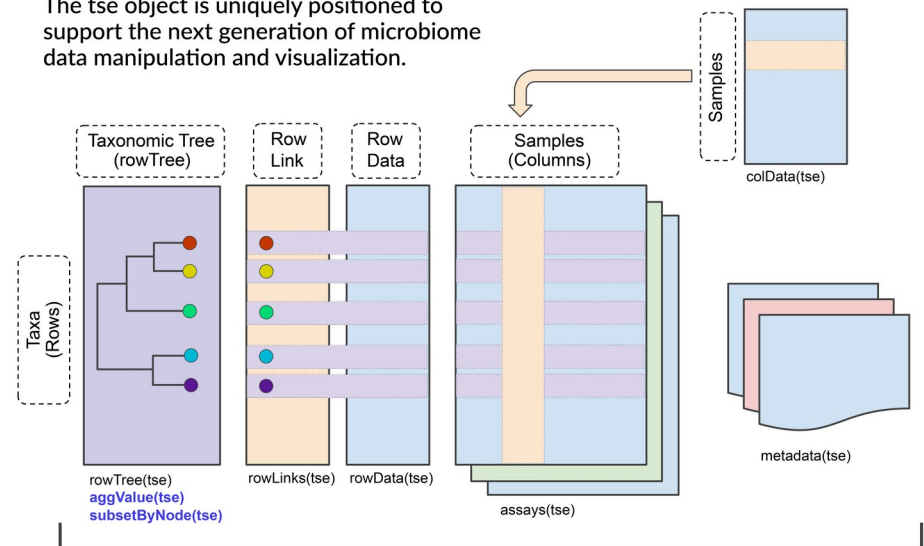 The tse object is uniquely positioned to
support the next generation of microbiome
data manipulation and visualization.
Samples
colData(tse)
Taxonomic Tree
(rowTree)
Row
Link
Row
Data
Samples
(Columns)
Taxa
(Rows)
rowTree(tse)
aggValue(tse)
subsetByNode(tse)
rowLinks(tse)
rowData(tse)
assays(tse)
metadata(tse)